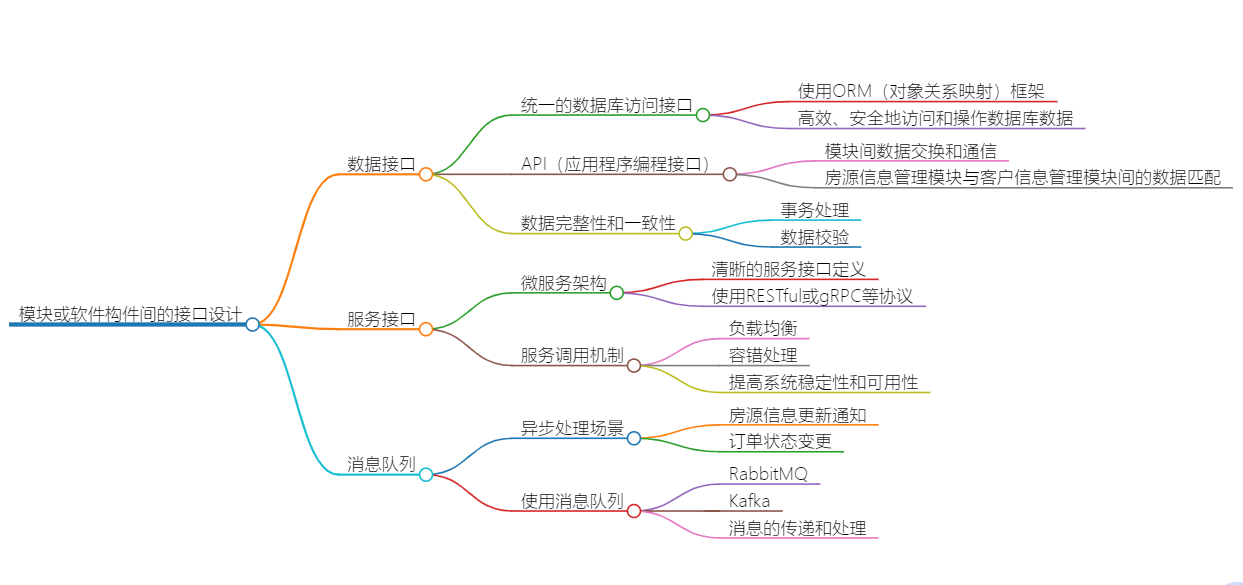 模块或软件构件间的接口设计
数据接口
统一的数据库访问接口
使用ORM（对象关系映射）框架
高效、安全地访问和操作数据库数据
API（应用程序编程接口）
模块间数据交换和通信
房源信息管理模块与客户信息管理模块间的数据匹配
数据完整性和一致性
事务处理
数据校验
服务接口
微服务架构
清晰的服务接口定义
使用RESTful或gRPC等协议
服务调用机制
负载均衡
容错处理
提高系统稳定性和可用性
消息队列
异步处理场景
房源信息更新通知
订单状态变更
使用消息队列
RabbitMQ
Kafka
消息的传递和处理